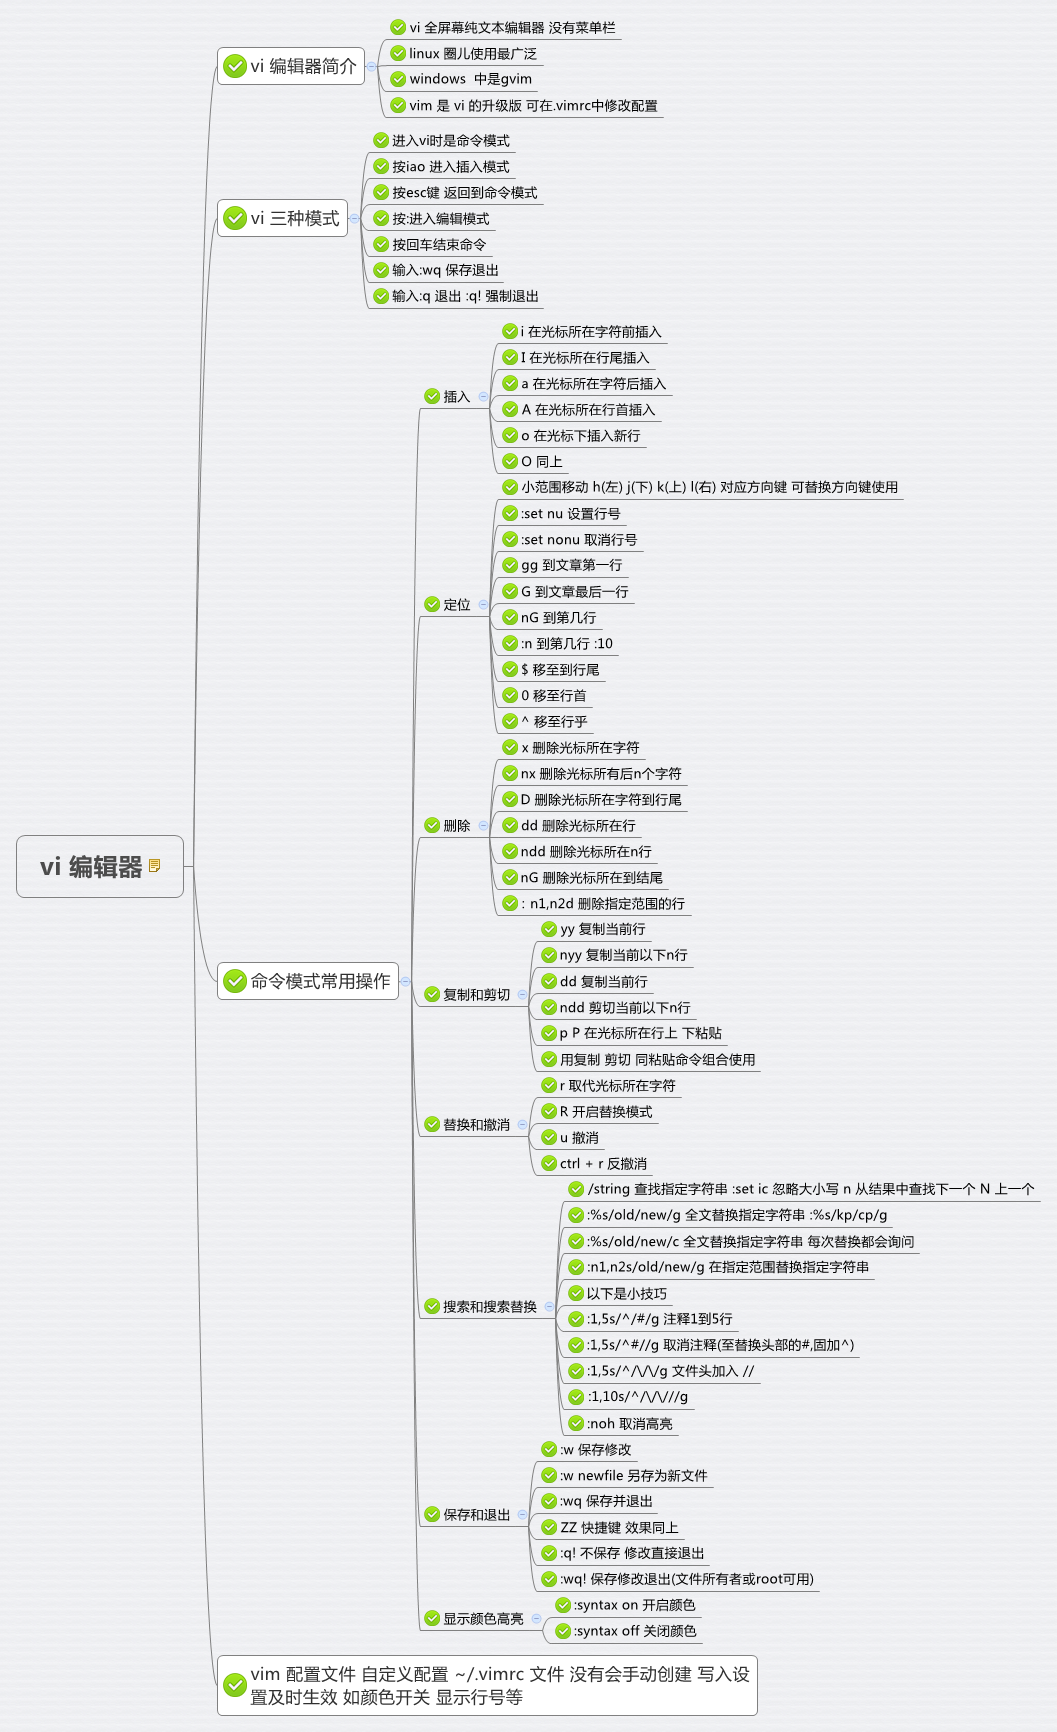 vi 编辑器
vi 编辑器简介
vi 全屏幕纯文本编辑器 没有菜单栏
linux 圈儿使用最广泛
windows 中是gvim
vim 是 vi 的升级版 可在.vimrc中修改配置
vi 三种模式
进入vi时是命令模式
按iao 进入插入模式
按esc键 返回到命令模式
按:进入编辑模式
按回车结束命令
输入:wq 保存退出
输入:q 退出 :q! 强制退出
命令模式常用操作
插入
i 在光标所在字符前插入
I 在光标所在行尾插入
a 在光标所在字符后插入
A 在光标所在行首插入
o 在光标下插入新行
O 同上
定位
小范围移动 h(左) j(下) k(上) l(右) 对应方向键 可替换方向键使用
:set nu 设置行号
:set nonu 取消行号
gg 到文章第一行
G 到文章最后一行
nG 到第几行
:n 到第几行 :10
$ 移至到行尾
0 移至行首
^ 移至行乎
删除
x 删除光标所在字符
nx 删除光标所有后n个字符
D 删除光标所在字符到行尾
dd 删除光标所在行
ndd 删除光标所在n行
nG 删除光标所在到结尾
: n1,n2d 删除指定范围的行
复制和剪切
yy 复制当前行
nyy 复制当前以下n行
dd 复制当前行
ndd 剪切当前以下n行
p P 在光标所在行上 下粘贴
用复制 剪切 同粘贴命令组合使用
替换和撤消
r 取代光标所在字符
R 开启替换模式
u 撤消
ctrl + r 反撤消
搜索和搜索替换
/string 查找指定字符串 :set ic 忽略大小写 n 从结果中查找下一个 N 上一个
:%s/old/new/g 全文替换指定字符串 :%s/kp/cp/g
:%s/old/new/c 全文替换指定字符串 每次替换都会询问
:n1,n2s/old/new/g 在指定范围替换指定字符串
以下是小技巧
:1,5s/^/#/g 注释1到5行
:1,5s/^#//g 取消注释(至替换头部的#,固加^)
:1,5s/^/\/\/g 文件头加入 //
:1,10s/^/\/\///g
:noh 取消高亮
保存和退出
:w 保存修改
:w newfile 另存为新文件
:wq 保存并退出
ZZ 快捷键 效果同上
:q! 不保存 修改直接退出
:wq! 保存修改退出(文件所有者或root可用)
显示颜色高亮
:syntax on 开启颜色
:syntax off 关闭颜色
vim 配置文件 自定义配置 ~/.vimrc 文件 没有会手动创建 写入设
置及时生效 如颜色开关 显示行号等